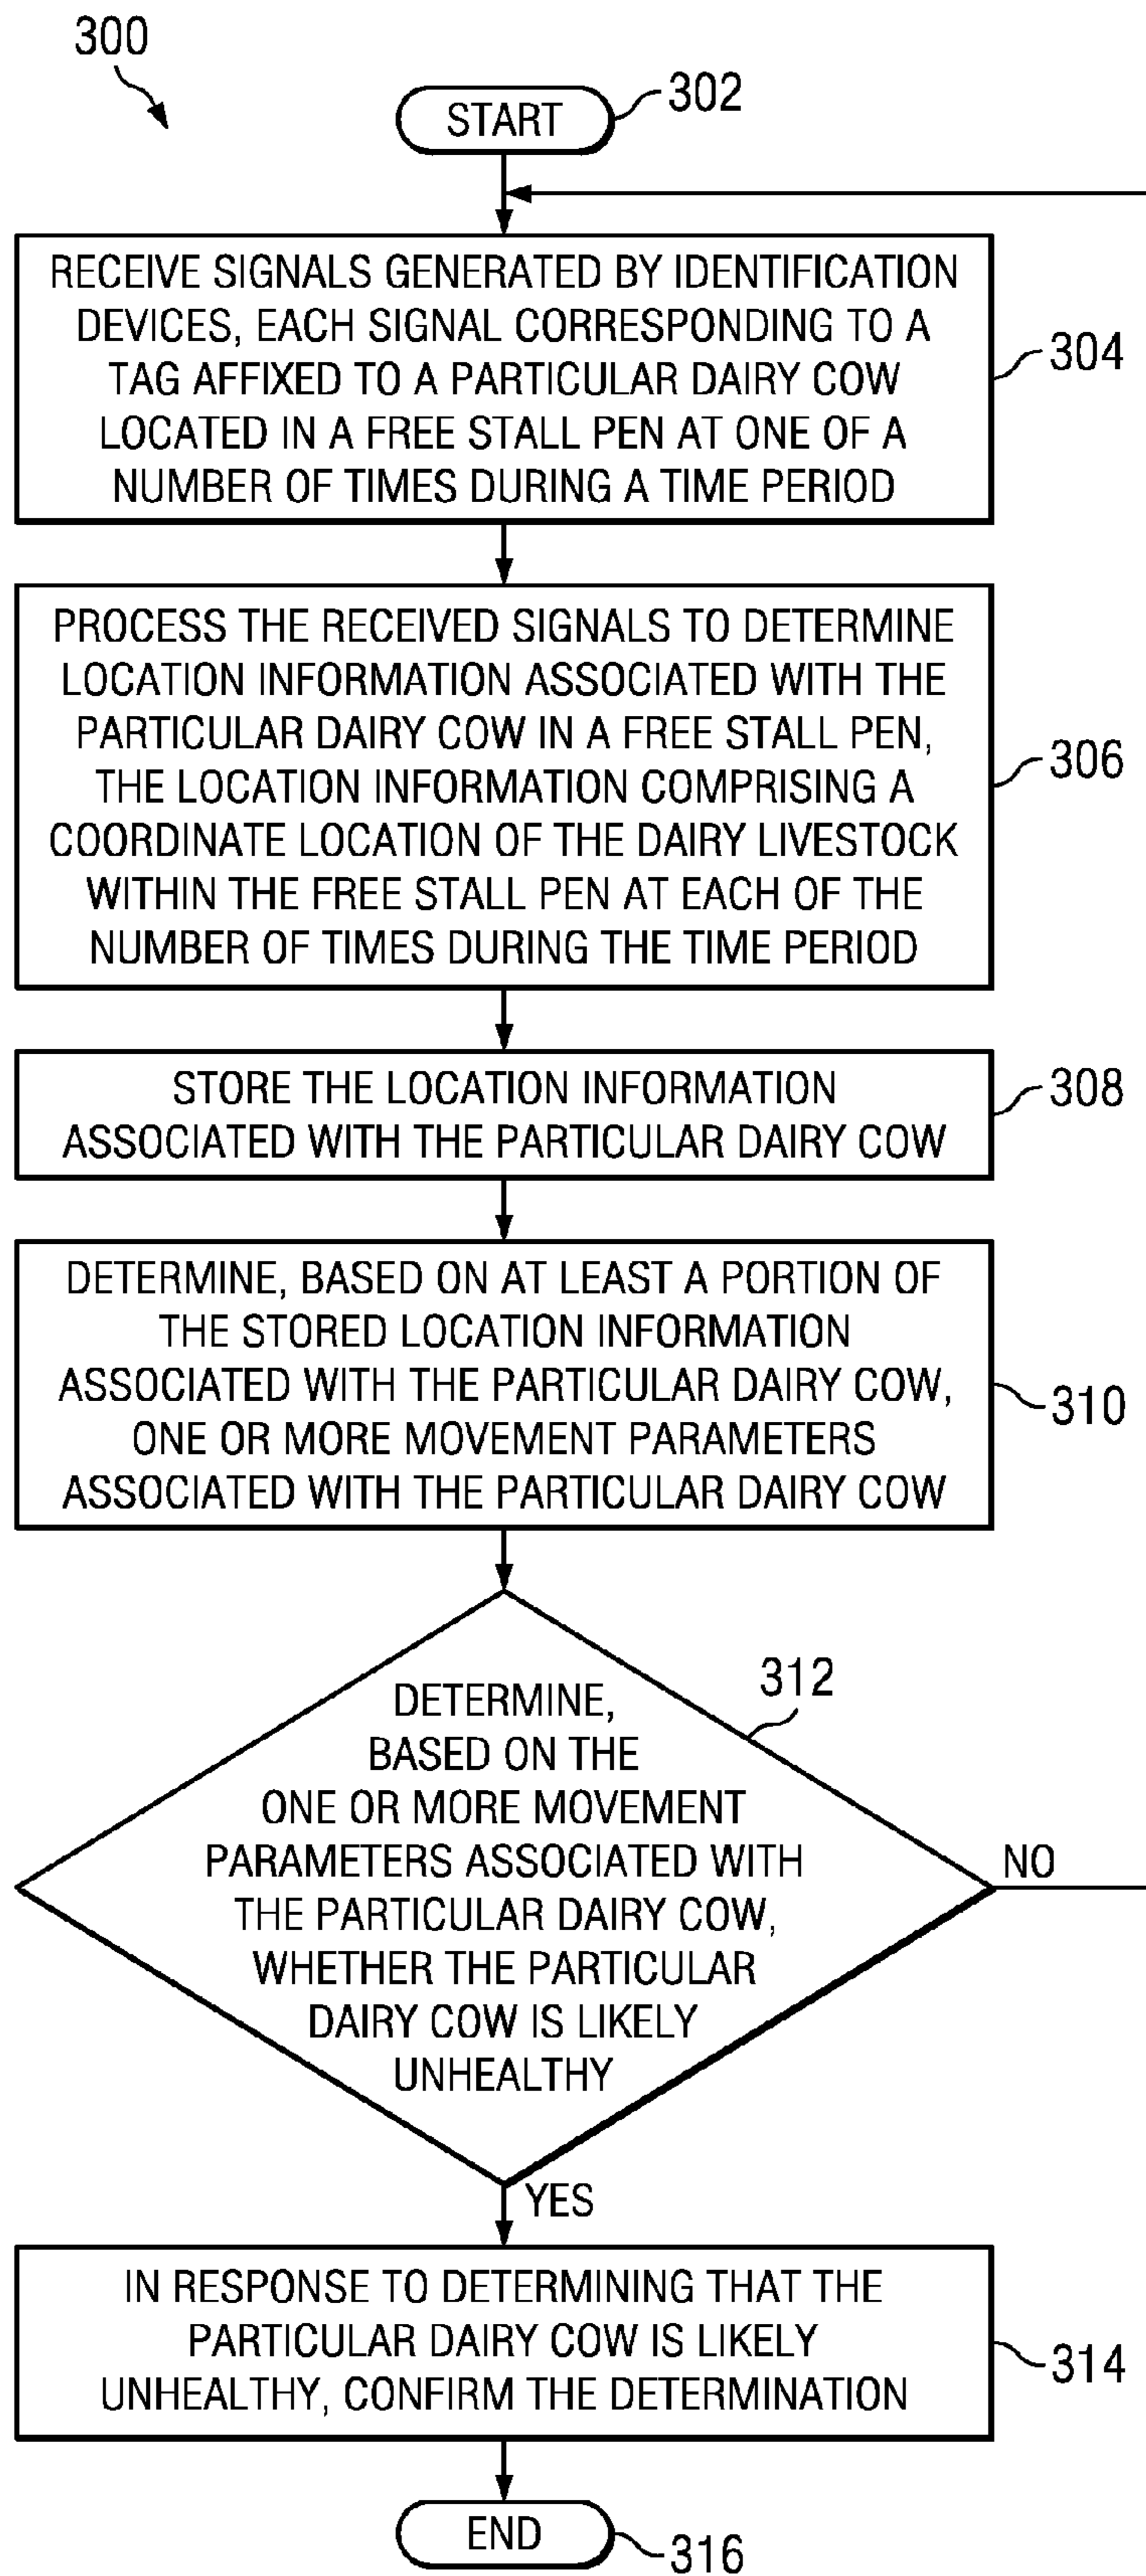 300
START
302
RECEIVE SIGNALS GENERATED BY IDENTIFICATION
DEVICES, EACH SIGNAL CORRESPONDING TO A
TAG AFFIXED TO A PARTICULAR DAIRY COW
LOCATED IN A FREE STALL PEN AT ONE OF A
NUMBER OF TIMES DURING A TIME PERIOD
304
PROCESS THE RECEIVED SIGNALS TO DETERMINE
LOCATION INFORMATION ASSOCIATED WITH THE
PARTICULAR DAIRY COW IN A FREE STALL PEN,
THE LOCATION INFORMATION COMPRISING A
COORDINATE LOCATION OF THE DAIRY LIVESTOCK
WITHIN THE FREE STALL PEN AT EACH OF THE
NUMBER OF TIMES DURING THE TIME PERIOD
306
STORE THE LOCATION INFORMATION
ASSOCIATED WITH THE PARTICULAR DAIRY COW
308
DETERMINE, BASED ON AT LEAST A PORTION OF
THE STORED LOCATION INFORMATION
ASSOCIATED WITH THE PARTICULAR DAIRY COW,
ONE OR MORE MOVEMENT PARAMETERS
ASSOCIATED WITH THE PARTICULAR DAIRY COW
310
DETERMINE,
BASED ON THE
ONE OR MORE MOVEMENT
PARAMETERS ASSOCIATED WITH
THE PARTICULAR DAIRY COW,
WHETHER THE PARTICULAR
DAIRY COW IS LIKELY
UNHEALTHY
312
NO
YES
IN RESPONSE TO DETERMINING THAT THE
PARTICULAR DAIRY COW IS LIKELY
UNHEALTHY, CONFIRM THE DETERMINATION
314
END
316